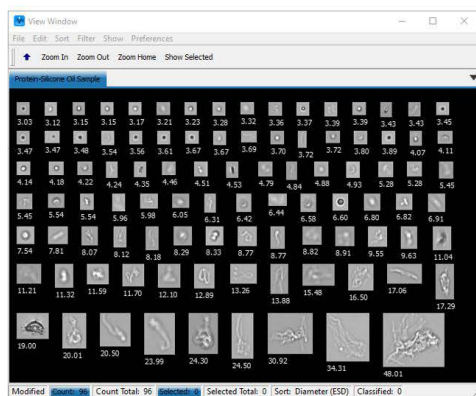 View Window
File Edit Sort Filter Show Preferences
Zoom In Zoom Out Zoom Home Show Selected
Protein-Silicone Oil Sample
3.03 3.12 3.15 3.15 3.17 3.21 3.23 3.28 3.32 3.36 3.37 3.39 3.39 3.43 3.43 3.45
3.47 3.47 3.48 3.54 3.56 3.61 3.67 3.67 3.69 3.70 3.72 3.72 3.80 3.89 4.07 4.11
4.14 4.18 4.22 4.24 4.35 4.46 4.51 4.53 4.79 4.84 4.88 4.93 5.28 5.28 5.45
5.45 5.54 5.54 5.96 5.98 6.05 6.31 6.42 6.44 6.58 6.60 6.80 6.82 6.91
7.54 7.81 8.07 8.12 8.18 8.29 8.33 8.77 8.77 8.82 8.91 9.55 9.63 11.04
11.21 11.32 11.59 11.70 12.10 12.89 13.26 13.88 15.48 16.50 17.06 17.29
19.00 20.01 20.50 23.99 24.30 24.50 30.92 34.31 48.01
Modified Count: 96 Count Total: 96 Selected: 0 Selected Total: 0 Sort: Diameter (ESD) Classified: 0